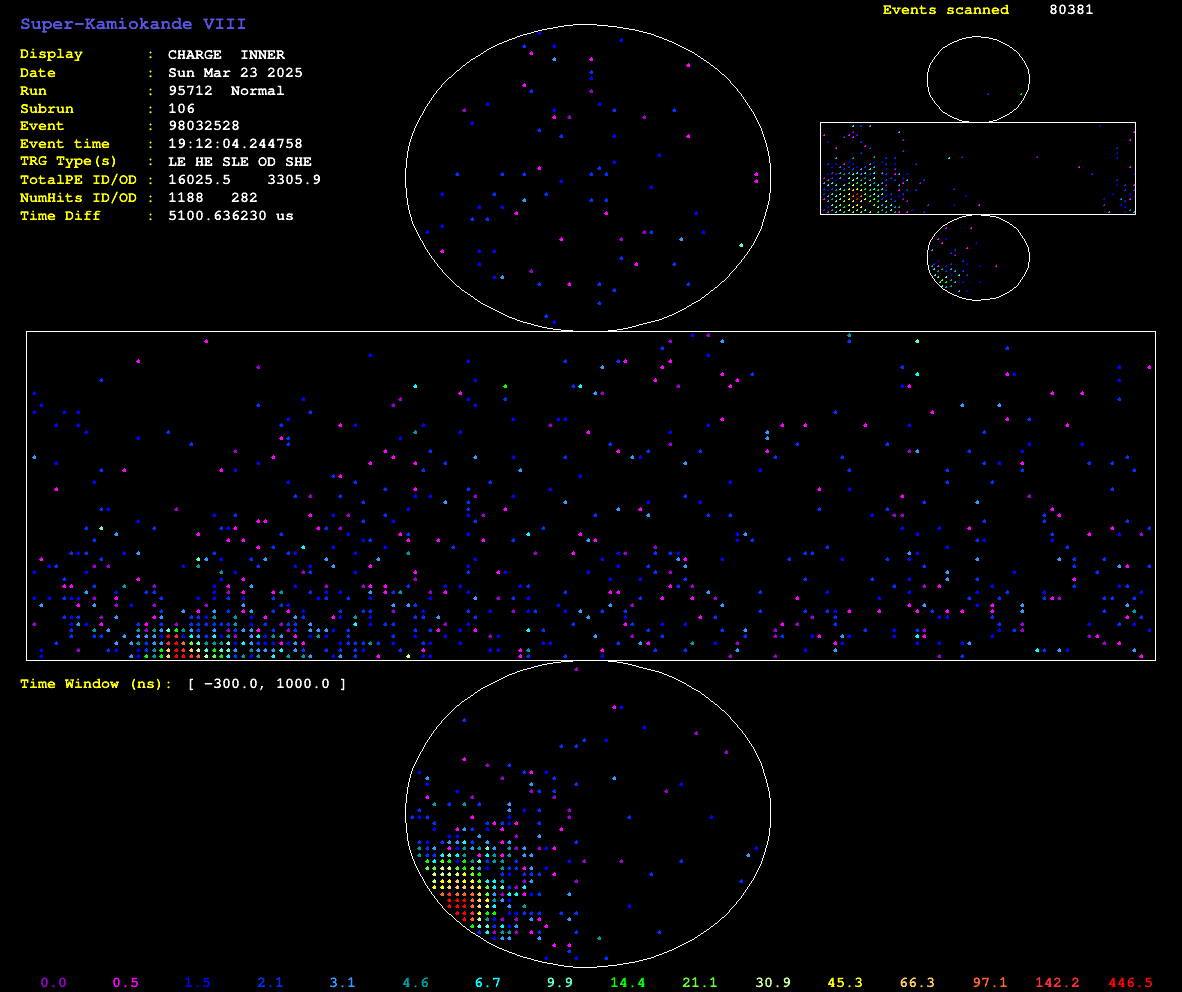 Super-Kamiokande VIII
Events scanned 80381
Display : CHARGE INNER
Date : Sun Mar 23 2025
Run : 95712 Normal
Subrun : 106
Event : 98032528
Event time : 19:12:04.244758
TRG Type(s) : LE HE SLE OD SHE
TotalPE ID/OD : 16025.5 3305.9
NumHits ID/OD : 1188 282
Time Diff : 5100.636230 us
Time Window (ns): [ −300.0, 1000.0 ]
0.0 0.5 1.5 2.1 3.1 4.6 6.7 9.9 14.4 21.1 30.9 45.3 66.3 97.1 142.2 446.5